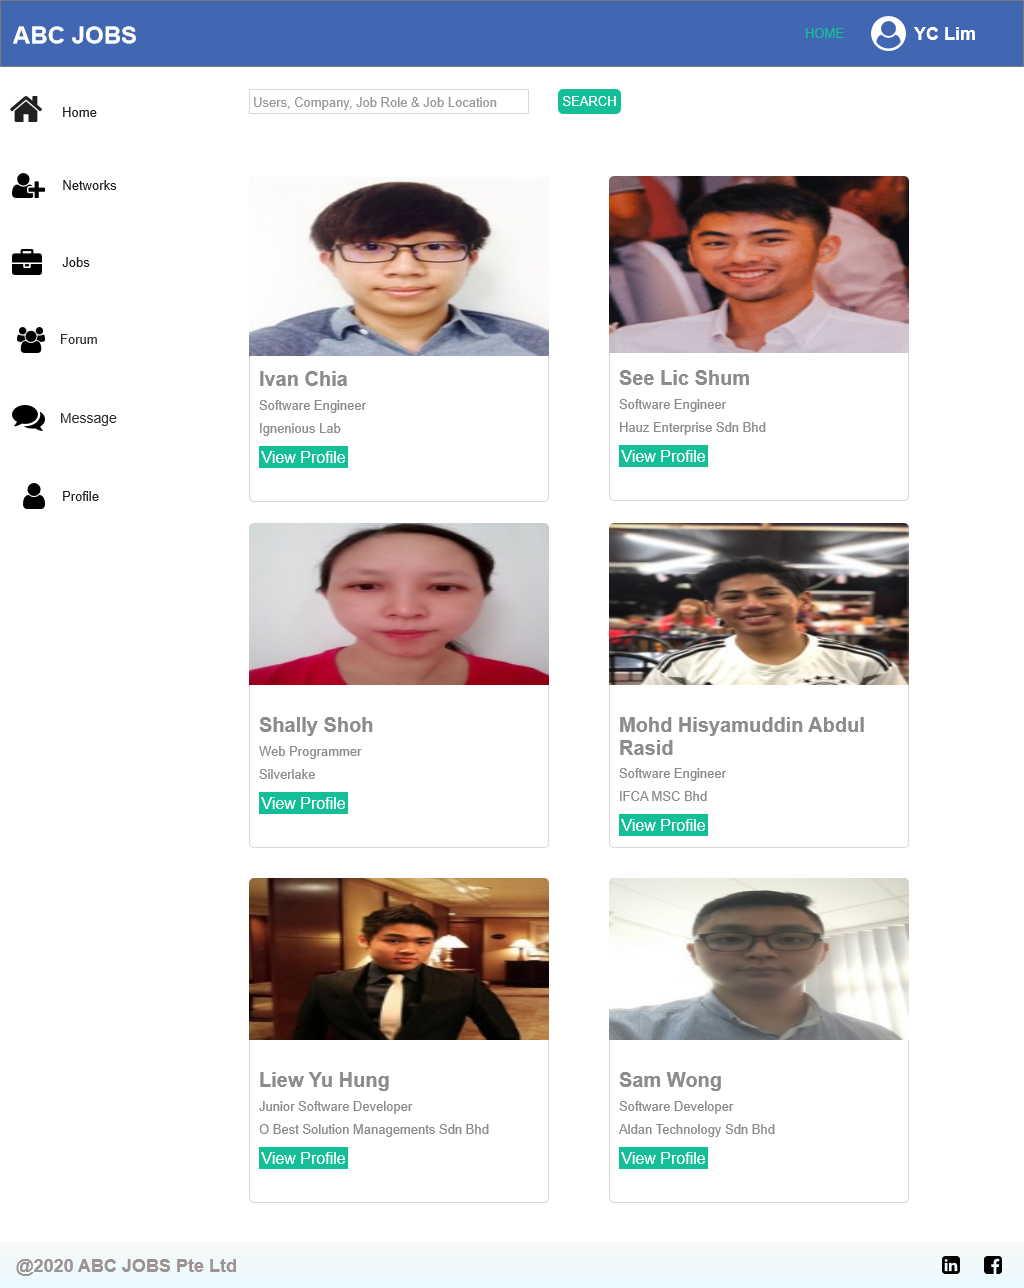 ABC JOBS
HOME
YC Lim
Home
Networks
Jobs
Forum
Message
Profile
Users, Company, Job Role & Job Location
SEARCH
Ivan Chia
Software Engineer
Ignenious Lab
View Profile
See Lic Shum
Software Engineer
Hauz Enterprise Sdn Bhd
View Profile
Shally Shoh
Web Programmer
Silverlake
View Profile
Mohd Hisyamuddin Abdul
Rasid
Software Engineer
IFCA MSC Bhd
View Profile
Liew Yu Hung
Junior Software Developer
O Best Solution Managements Sdn Bhd
View Profile
Sam Wong
Software Developer
Aldan Technology Sdn Bhd
View Profile
@2020 ABC JOBS Pte Ltd